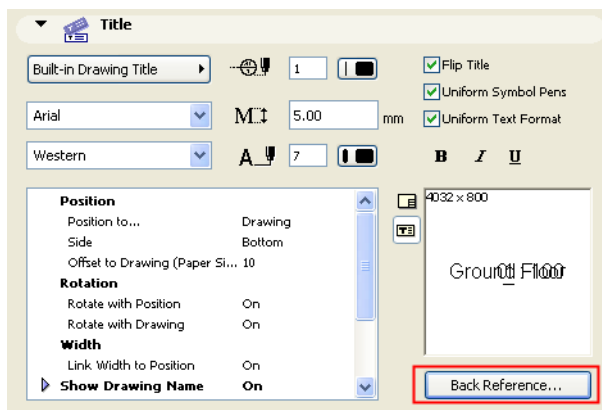 Title
Built-in Drawing Title 1 Flip Title
Uniform Symbol Pens
Arial M 5.00 mm Uniform Text Format
Western A 7 B I U
Position
Position to... Drawing
Side Bottom
Offset to Drawing (Paper Si... 10
Rotation
Rotate with Position On
Rotate with Drawing On
Width
Link Width to Position On
Show Drawing Name On
4032 x 800
Ground Floor
Back Reference...